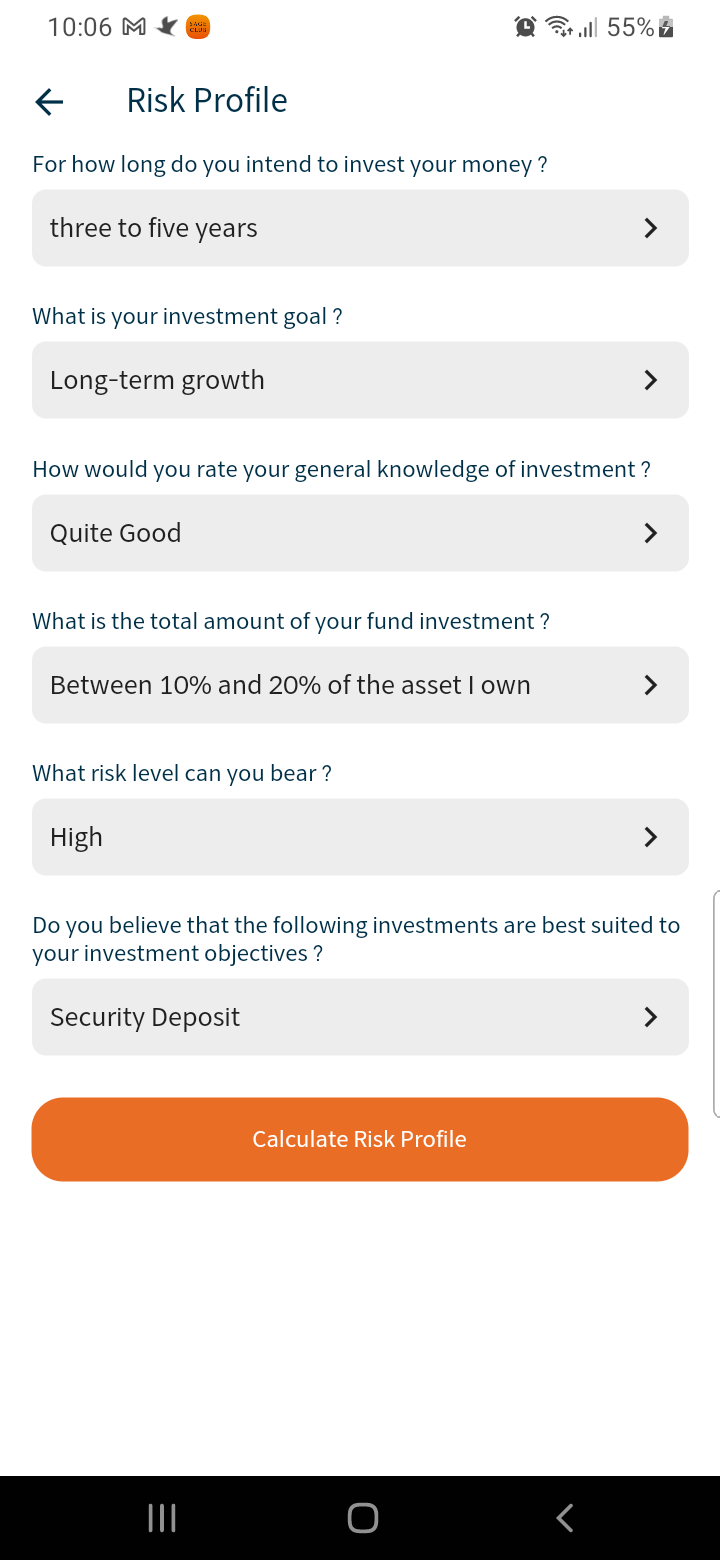 10:06
55%
Risk Profile
For how long do you intend to invest your money ?
three to five years
What is your investment goal ?
Long-term growth
How would you rate your general knowledge of investment ?
Quite Good
What is the total amount of your fund investment ?
Between 10% and 20% of the asset I own
What risk level can you bear ?
High
Do you believe that the following investments are best suited to
your investment objectives ?
Security Deposit
Calculate Risk Profile